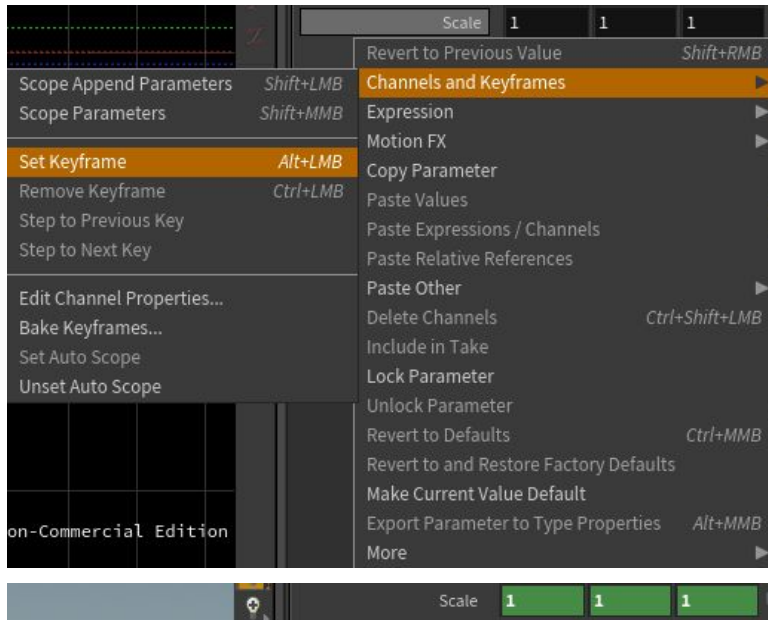 Scale 1 1 1
Revert to Previous Value Shift+RMB
Scope Append Parameters Shift+LMB
Channels and Keyframes
Scope Parameters Shift+MMB
Expression
Motion FX
Set Keyframe Alt+LMB
Copy Parameter
Remove Keyframe Ctrl+LMB
Paste Values
Step to Previous Key
Paste Expressions / Channels
Step to Next Key
Paste Relative References
Paste Other
Edit Channel Properties...
Delete Channels Ctrl+Shift+LMB
Bake Keyframes...
Include in Take
Set Auto Scope
Lock Parameter
Unset Auto Scope
Unlock Parameter
Revert to Defaults Ctrl+MMB
Revert to and Restore Factory Defaults
Make Current Value Default
on-Commercial Edition
Export Parameter to Type Properties Alt+MMB
More
Scale 1 1 1